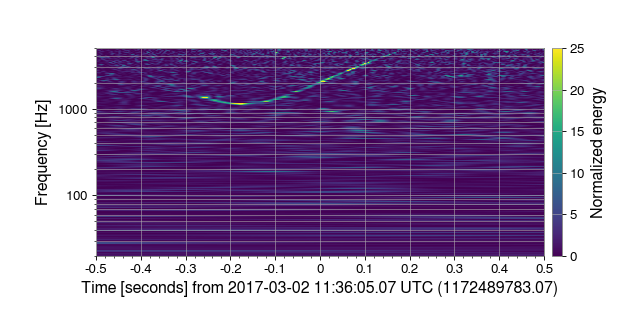 25
20
15
10
5
0
Normalized energy
1000
100
Frequency [Hz]
-0.5 -0.4 -0.3 -0.2 -0.1 0 0.1 0.2 0.3 0.4 0.5
Time [seconds] from 2017-03-02 11:36:05.07 UTC (1172489783.07)